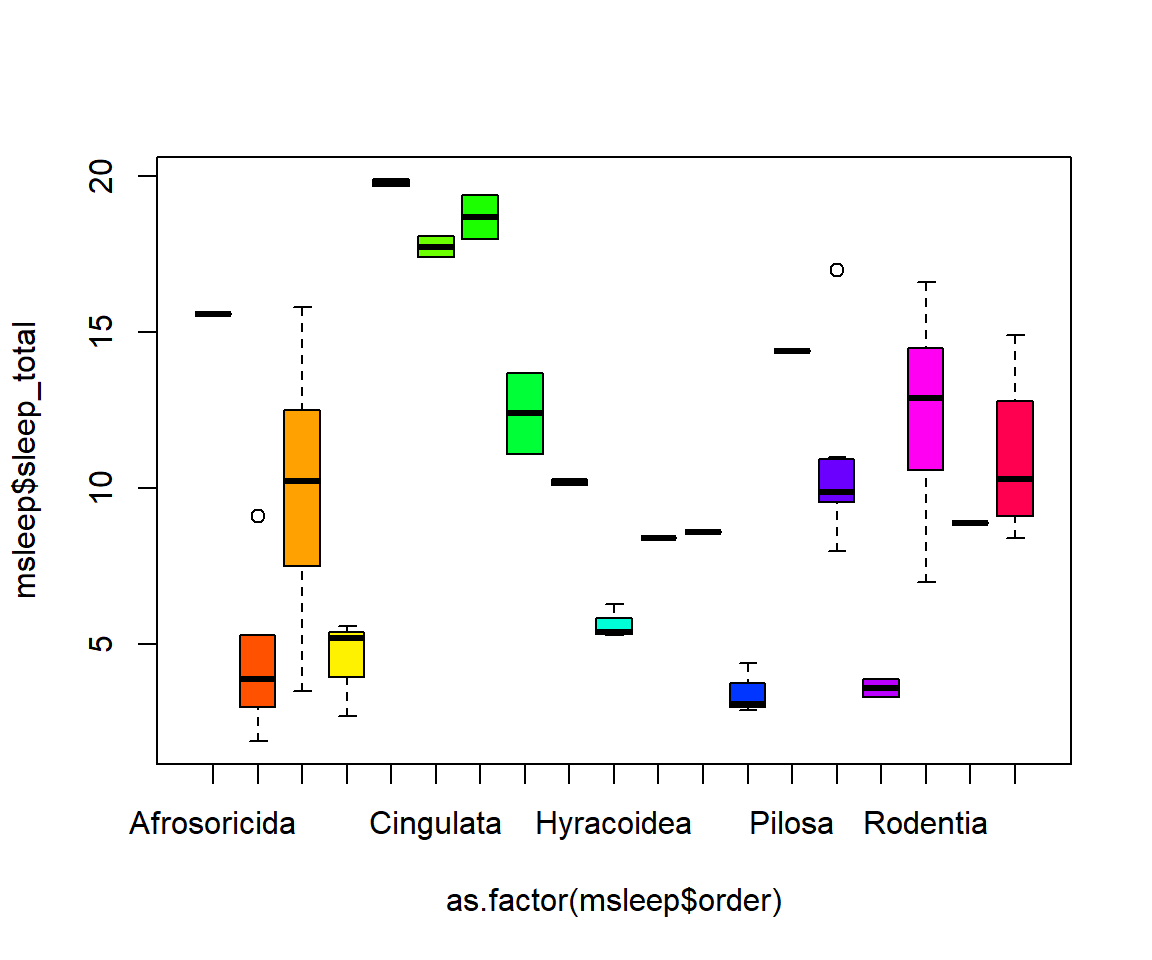 20
15
10
5
msleep$sleep_total
Afrosoricida Cingulata Hyracoidea Pilosa Rodentia
as.factor(msleep$order)